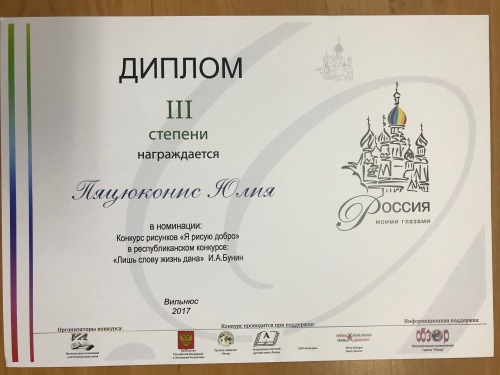 ДИПЛОМ
III
степени
награждается
Пяцюконис Юлия
в номинации:
Конкурс рисунков «Я рисую добро»
в республиканском конкурсе:
«Лишь слову жизнь дана» И.А.Бунин
Россия
моими глазами
Вильнюс
2017
Организаторы конкурса:
Конкурс проводится при поддержке:
Информационная поддержка:
обзор